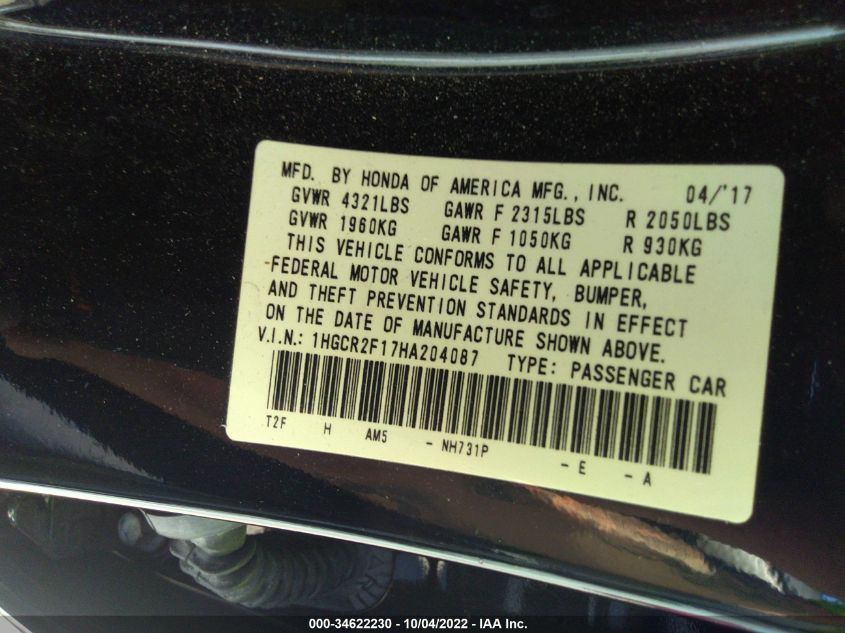 MFD. BY HONDA OF AMERICA MFG., INC. 04/'17
GVWR 4321LBS GAWR F 2315LBS R 2050LBS
GVWR 1960KG GAWR F 1050KG R 930KG
THIS VEHICLE CONFORMS TO ALL APPLICABLE
FEDERAL MOTOR VEHICLE SAFETY, BUMPER,
AND THEFT PREVENTION STANDARDS IN EFFECT
ON THE DATE OF MANUFACTURE SHOWN ABOVE.
V.I.N.: 1HGCR2F17HA204087 TYPE: PASSENGER CAR
T2F H AM5 - NH731P - E - A
000-34622230 - 10/04/2022 - IAA Inc.